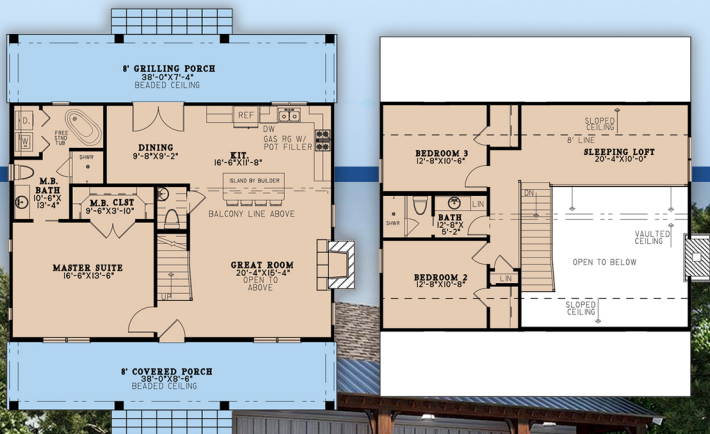 8' GRILLING PORCH
38'-0"X7'-4"
BEADED CEILING
D.
W.
FREE
STND
TUB
SHWR
M.B.
BATH
10'-6"X
13'-4"
M.B. CLST
9'-6"X3'-10"
DINING
9'-8"X9'-2"
REF
DW
GAS RG W/
POT FILLER
KIT.
16'-6"X11'-8"
ISLAND BY BUILDER
BALCONY LINE ABOVE
MASTER SUITE
16'-6"X13'-6"
UP
GREAT ROOM
20'-4"X15'-4"
OPEN TO
ABOVE
8' COVERED PORCH
38'-0"X8'-6"
BEADED CEILING
BEDROOM 3
12'-8"X10'-6"
SLOPED
CEILING
8' LINE
SLEEPING LOFT
20'-4"X10'-0"
SHWR
BATH
12'-8"X
5'-2"
LIN
DN.
VAULTED
CEILING
OPEN TO BELOW
BEDROOM 2
12'-8"X10'-8"
LIN
SLOPED
CEILING